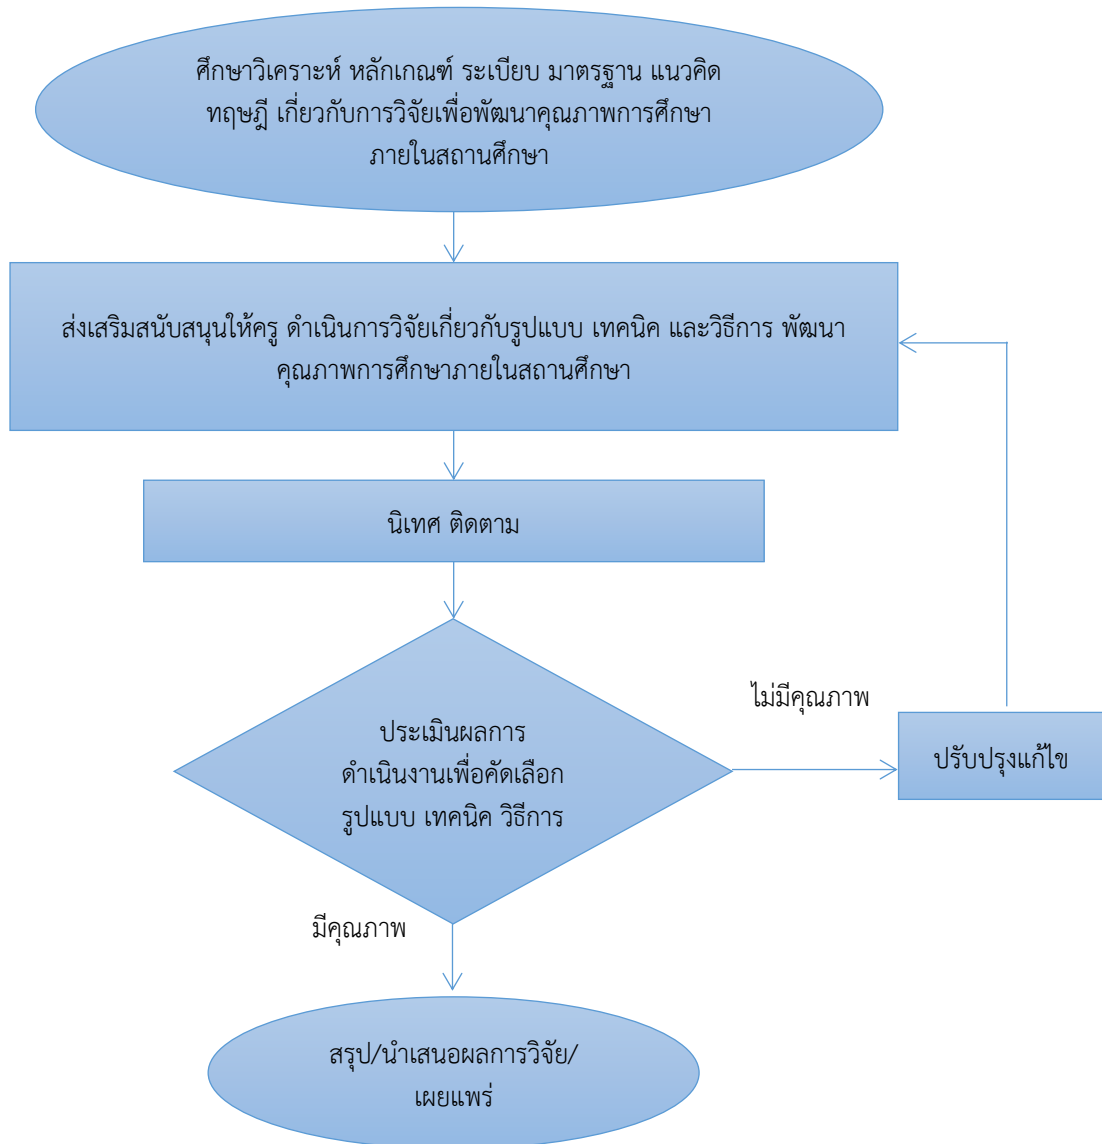 ศึกษาวิเคราะห์ หลักเกณฑ์ ระเบียบ มาตรฐาน แนวคิด
ทฤษฎี เกี่ยวกับการวิจัยเพื่อพัฒนาคุณภาพการศึกษา
ภายในสถานศึกษา
ส่งเสริมสนับสนุนให้ครู ดำเนินการวิจัยเกี่ยวกับรูปแบบ เทคนิค และวิธีการ พัฒนา
คุณภาพการศึกษาภายในสถานศึกษา
นิเทศ ติดตาม
ประเมินผลการ
ดำเนินงานเพื่อคัดเลือก
รูปแบบ เทคนิค วิธีการ
ไม่มีคุณภาพ
ปรับปรุงแก้ไข
มีคุณภาพ
สรุป/นำเสนอผลการวิจัย/
เผยแพร่